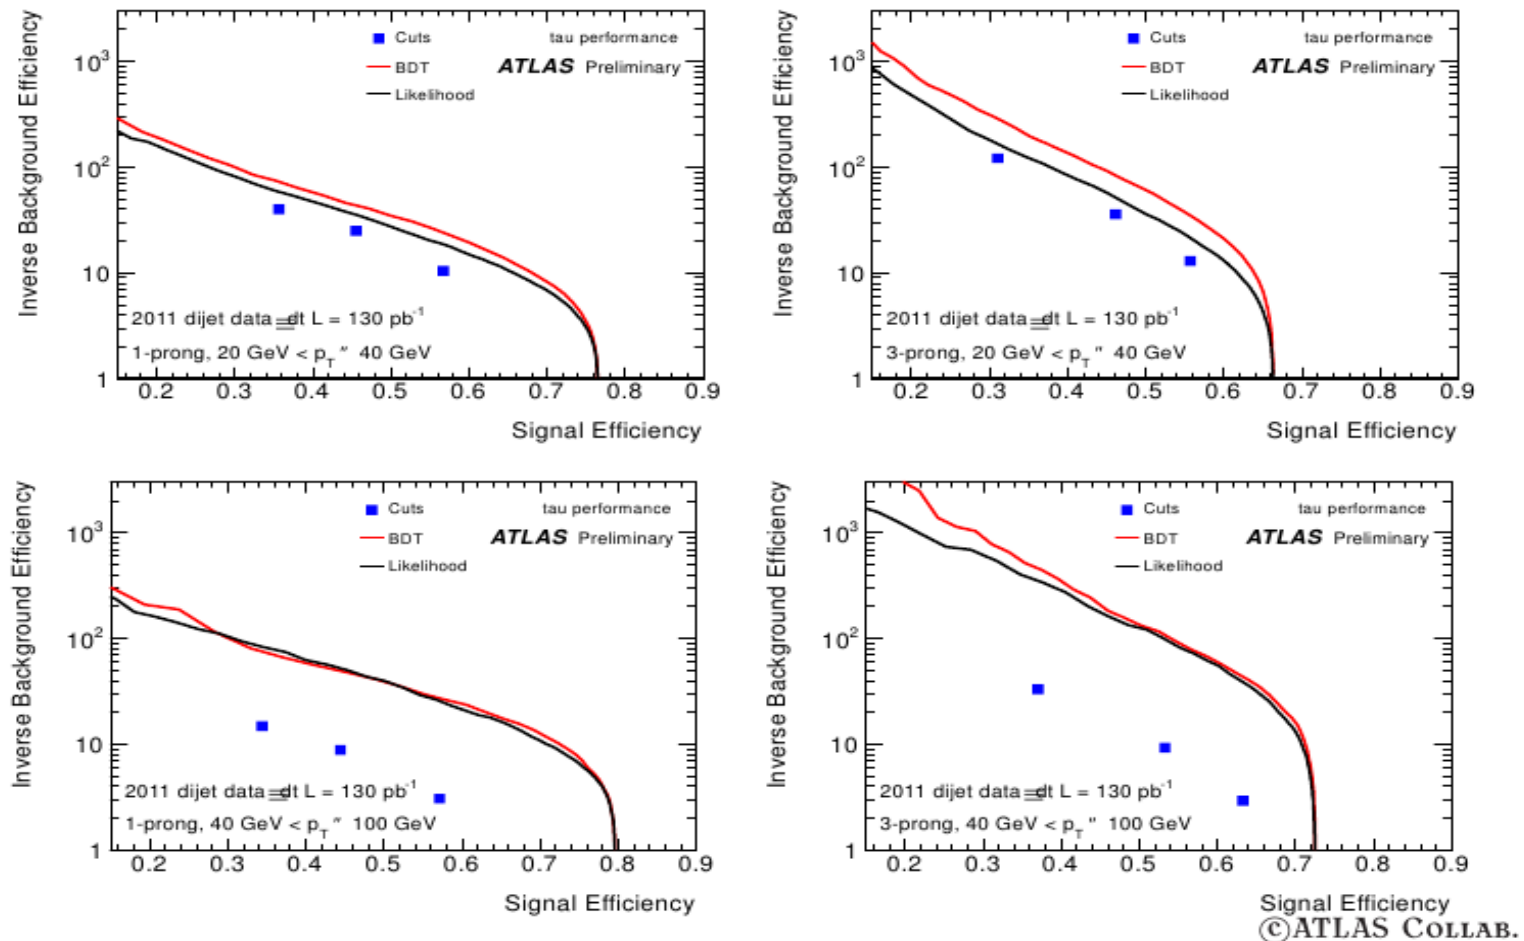 Inverse Background Efficiency
10³
10²
10
1
Cuts
BDT
Likelihood
tau performance
ATLAS Preliminary
2011 dijet data ∫dt L = 130 pb⁻¹
1-prong, 20 GeV < p_T " 40 GeV
0.2 0.3 0.4 0.5 0.6 0.7 0.8 0.9
Signal Efficiency
Inverse Background Efficiency
10³
10²
10
1
Cuts
BDT
Likelihood
tau performance
ATLAS Preliminary
2011 dijet data ∫dt L = 130 pb⁻¹
3-prong, 20 GeV < p_T " 40 GeV
0.2 0.3 0.4 0.5 0.6 0.7 0.8 0.9
Signal Efficiency
Inverse Background Efficiency
10³
10²
10
1
Cuts
BDT
Likelihood
tau performance
ATLAS Preliminary
2011 dijet data ∫dt L = 130 pb⁻¹
1-prong, 40 GeV < p_T " 100 GeV
0.2 0.3 0.4 0.5 0.6 0.7 0.8 0.9
Signal Efficiency
Inverse Background Efficiency
10³
10²
10
1
Cuts
BDT
Likelihood
tau performance
ATLAS Preliminary
2011 dijet data ∫dt L = 130 pb⁻¹
3-prong, 40 GeV < p_T " 100 GeV
0.2 0.3 0.4 0.5 0.6 0.7 0.8 0.9
Signal Efficiency
©ATLAS COLLAB.